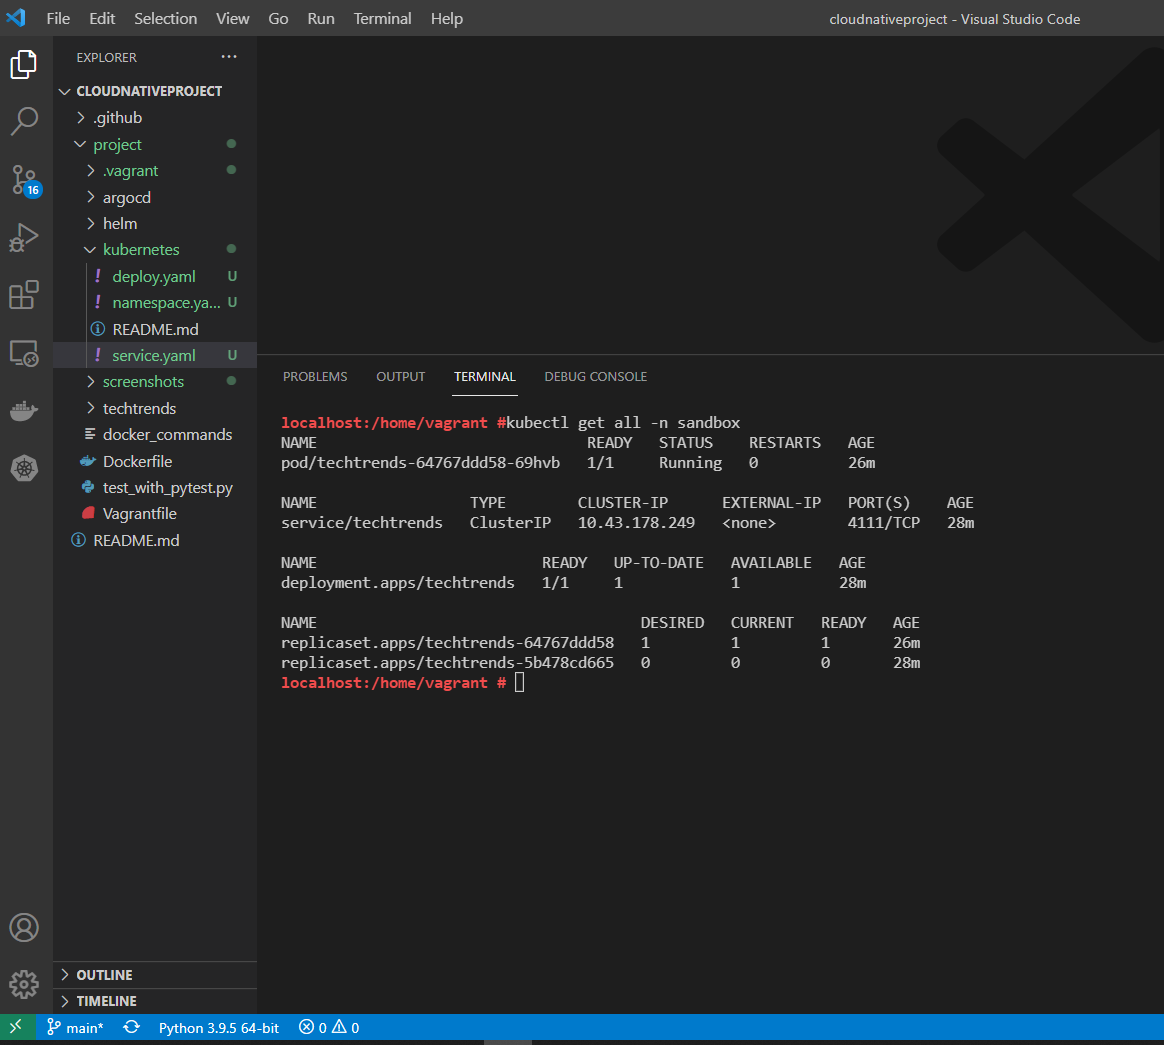 File Edit Selection View Go Run Terminal Help
cloudnativeproject - Visual Studio Code
EXPLORER
CLOUDNATIVEPROJECT
.github
project
.vagrant
argocd
helm
kubernetes
deploy.yaml U
namespace.ya... U
README.md
service.yaml U
screenshots
techtrends
docker_commands
Dockerfile
test_with_pytest.py
Vagrantfile
README.md
16
PROBLEMS OUTPUT TERMINAL DEBUG CONSOLE
localhost:/home/vagrant #kubectl get all -n sandbox
NAME READY STATUS RESTARTS AGE
pod/techtrends-64767ddd58-69hvb 1/1 Running 0 26m
NAME TYPE CLUSTER-IP EXTERNAL-IP PORT(S) AGE
service/techtrends ClusterIP 10.43.178.249 <none> 4111/TCP 28m
NAME READY UP-TO-DATE AVAILABLE AGE
deployment.apps/techtrends 1/1 1 1 28m
NAME DESIRED CURRENT READY AGE
replicaset.apps/techtrends-64767ddd58 1 1 1 26m
replicaset.apps/techtrends-5b478cd665 0 0 0 28m
localhost:/home/vagrant #
OUTLINE
TIMELINE
main* Python 3.9.5 64-bit 0 0